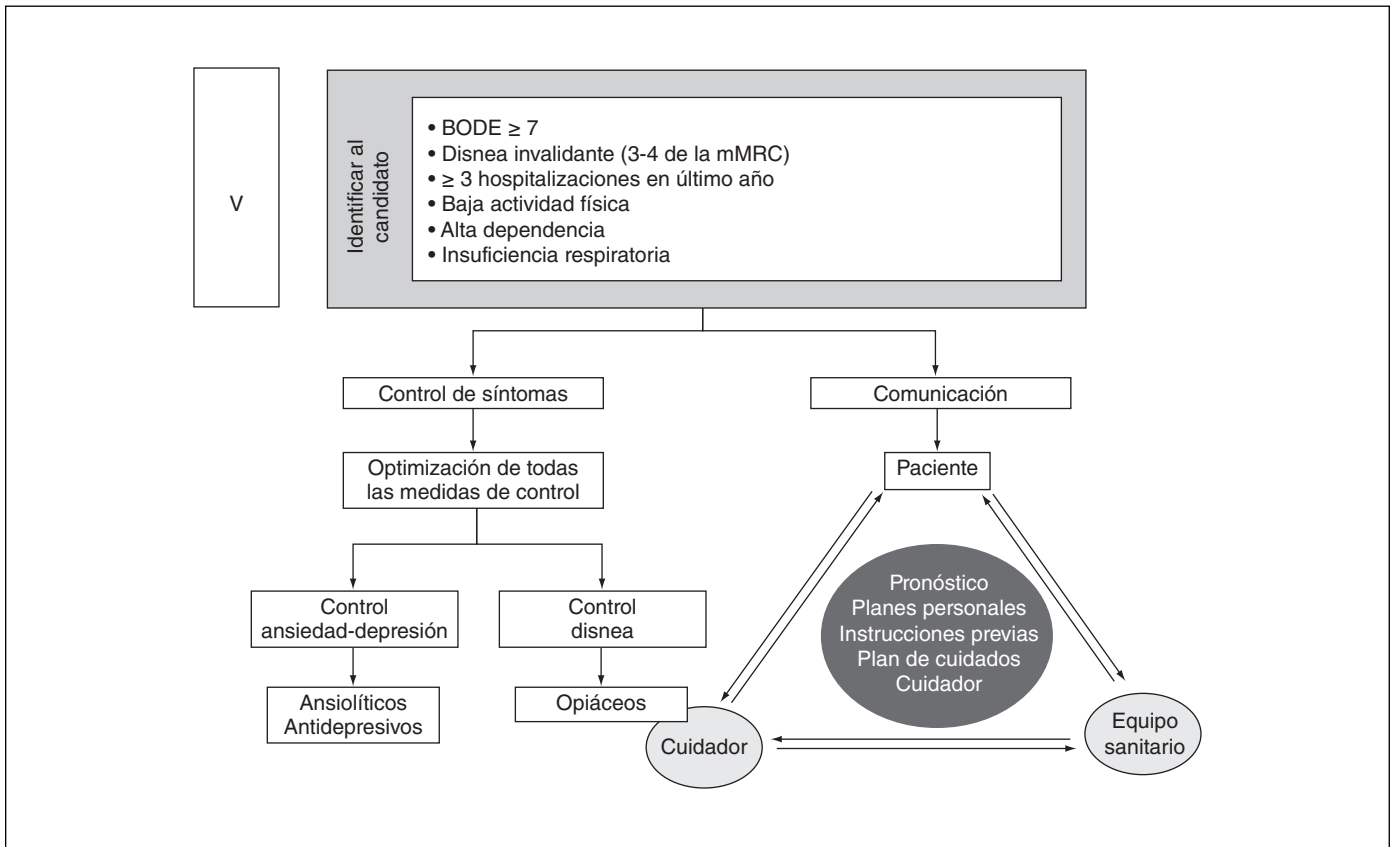 V
Identificar al
candidato
• BODE ≥ 7
• Disnea invalidante (3-4 de la mMRC)
• ≥ 3 hospitalizaciones en último año
• Baja actividad física
• Alta dependencia
• Insuficiencia respiratoria
Control de síntomas
Comunicación
Optimización de todas
las medidas de control
Paciente
Control
ansiedad-depresión
Control
disnea
Ansiolíticos
Antidepresivos
Opiáceos
Pronóstico
Planes personales
Instrucciones previas
Plan de cuidados
Cuidador
Cuidador
Equipo
sanitario